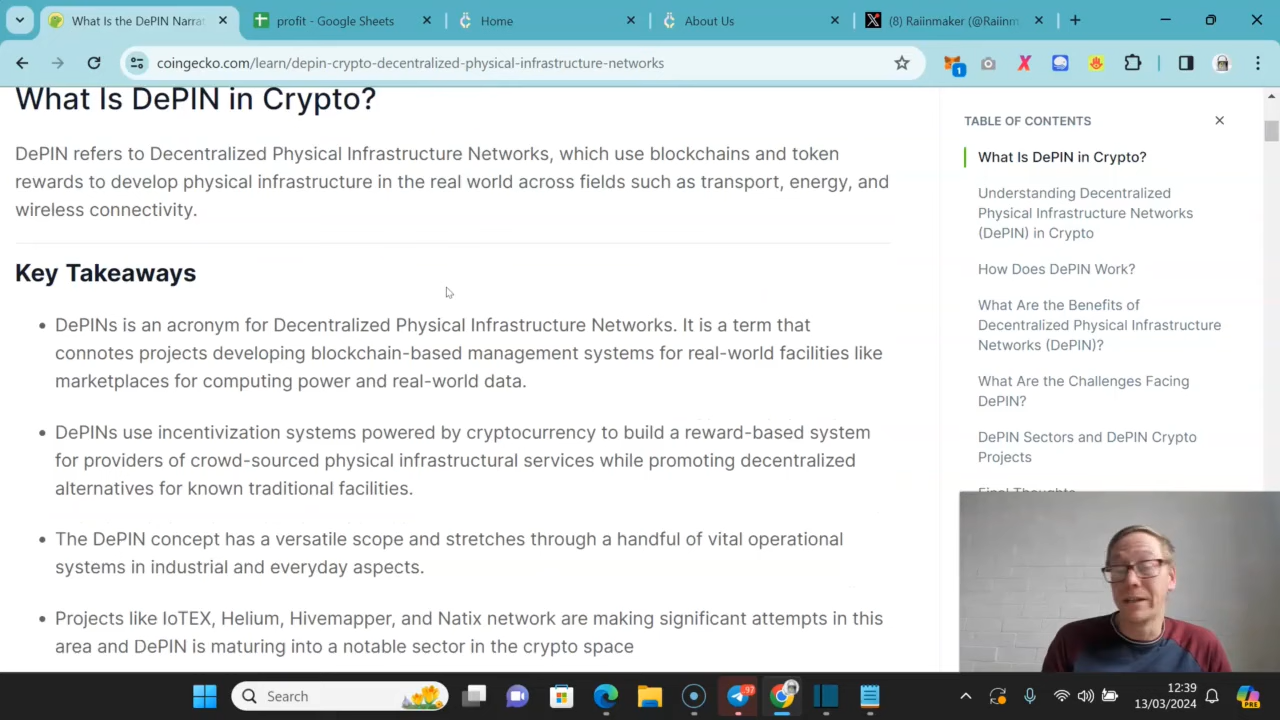 What Is the DePIN Narrat
profit - Google Sheets
Home
About Us
(8) Raiinmaker (@Raiinm
coingecko.com/learn/depin-crypto-decentralized-physical-infrastructure-networks
1
What Is DePIN in Crypto?
DePIN refers to Decentralized Physical Infrastructure Networks, which use blockchains and token
rewards to develop physical infrastructure in the real world across fields such as transport, energy, and
wireless connectivity.
Key Takeaways
• DePINs is an acronym for Decentralized Physical Infrastructure Networks. It is a term that
connotes projects developing blockchain-based management systems for real-world facilities like
marketplaces for computing power and real-world data.
• DePINs use incentivization systems powered by cryptocurrency to build a reward-based system
for providers of crowd-sourced physical infrastructural services while promoting decentralized
alternatives for known traditional facilities.
• The DePIN concept has a versatile scope and stretches through a handful of vital operational
systems in industrial and everyday aspects.
• Projects like IoTEX, Helium, Hivemapper, and Natix network are making significant attempts in this
area and DePIN is maturing into a notable sector in the crypto space
TABLE OF CONTENTS
What Is DePIN in Crypto?
Understanding Decentralized
Physical Infrastructure Networks
(DePIN) in Crypto
How Does DePIN Work?
What Are the Benefits of
Decentralized Physical Infrastructure
Networks (DePIN)?
What Are the Challenges Facing
DePIN?
DePIN Sectors and DePIN Crypto
Projects
Final Thoughts
Search
97
12:39
13/03/2024
PRE